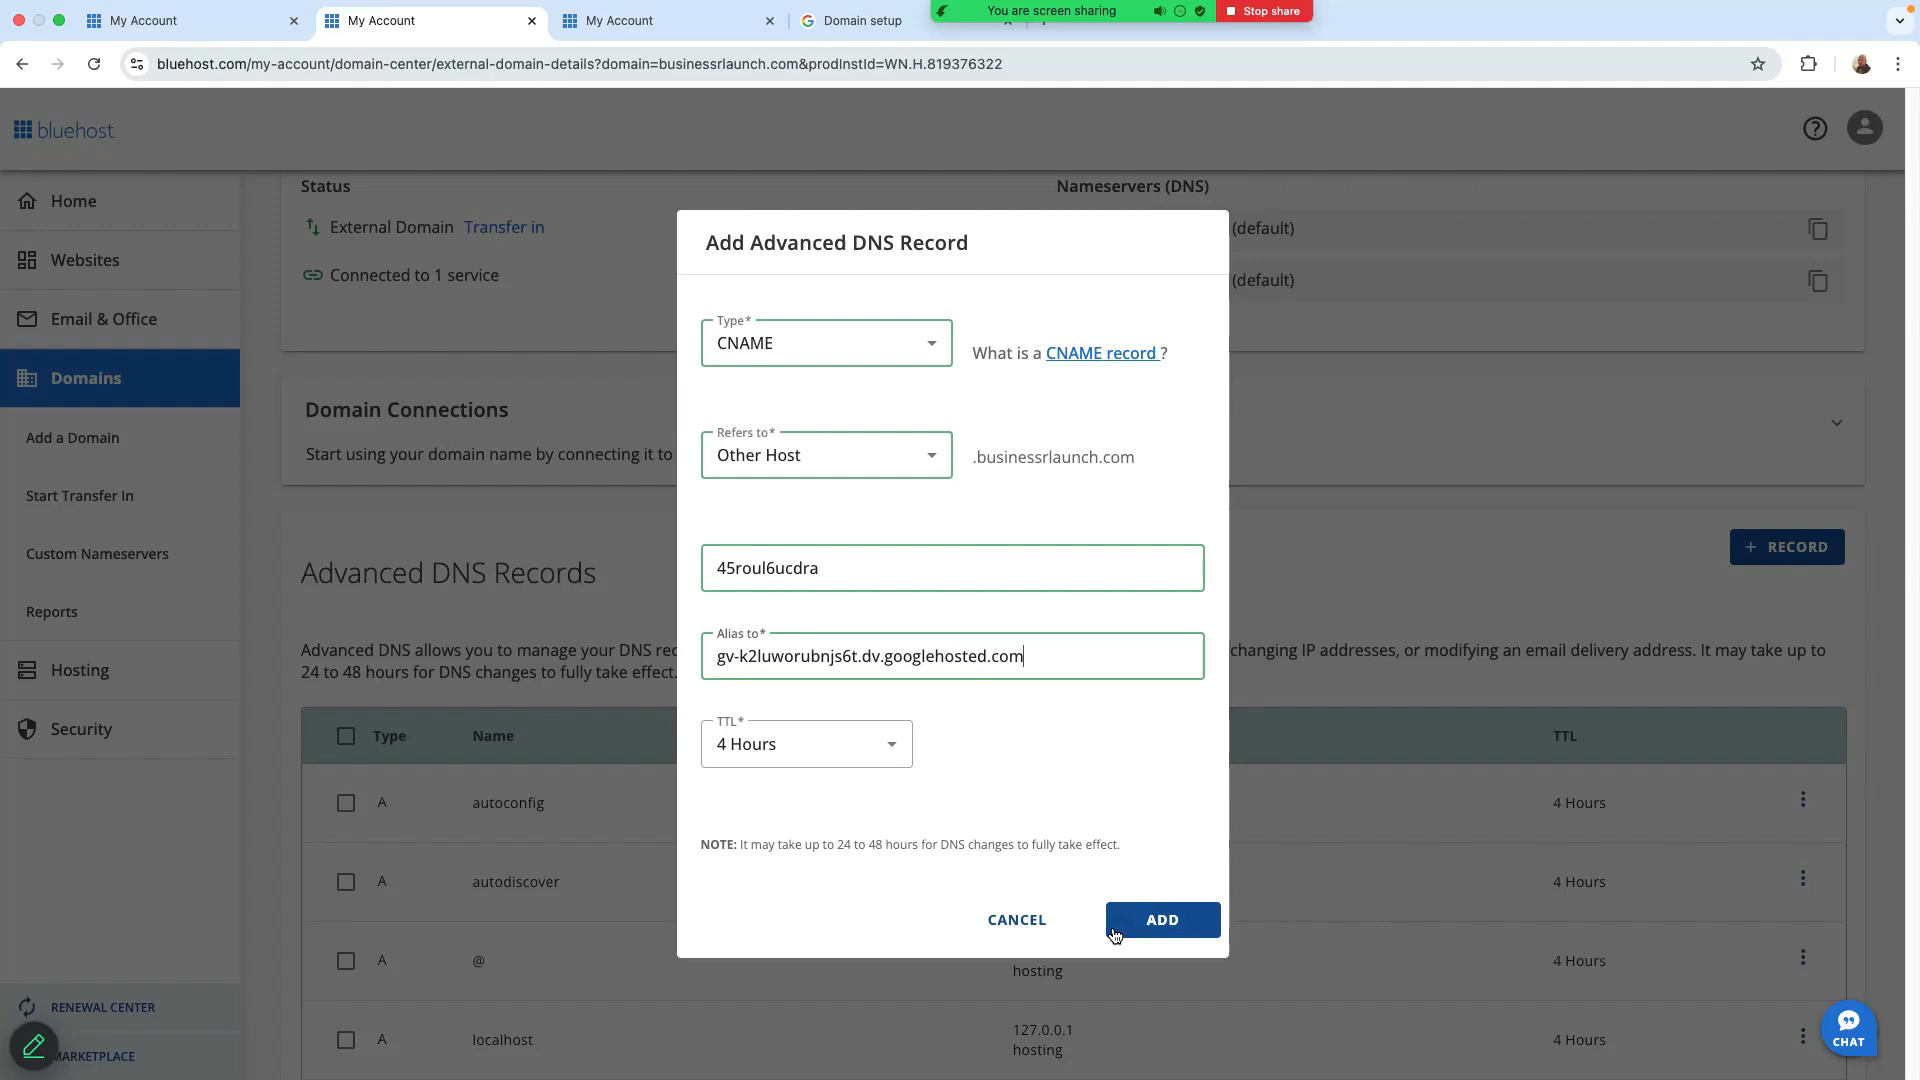 My Account
My Account
My Account
Domain setup
You are screen sharing
Stop share
bluehost.com/my-account/domain-center/external-domain-details?domain=businessrlaunch.com&prodInstId=WN.H.819376322
bluehost
Home
Websites
Email & Office
Domains
Add a Domain
Start Transfer In
Custom Nameservers
Reports
Hosting
Security
RENEWAL CENTER
MARKETPLACE
Status
Nameservers (DNS)
External Domain Transfer in
(default)
Connected to 1 service
(default)
Domain Connections
Start using your domain name by connecting it to
Advanced DNS Records
+ RECORD
Advanced DNS allows you to manage your DNS rec
changing IP addresses, or modifying an email delivery address. It may take up to
24 to 48 hours for DNS changes to fully take effect.
Type Name TTL
A autoconfig 4 Hours
A autodiscover 4 Hours
A @ 4 Hours
hosting
A localhost 127.0.0.1 4 Hours
hosting
Add Advanced DNS Record
Type*
CNAME
What is a CNAME record ?
Refers to*
Other Host
.businessrlaunch.com
45roul6ucdra
Alias to*
gv-k2luworubnjs6t.dv.googlehosted.com
TTL*
4 Hours
NOTE: It may take up to 24 to 48 hours for DNS changes to fully take effect.
CANCEL
ADD
CHAT